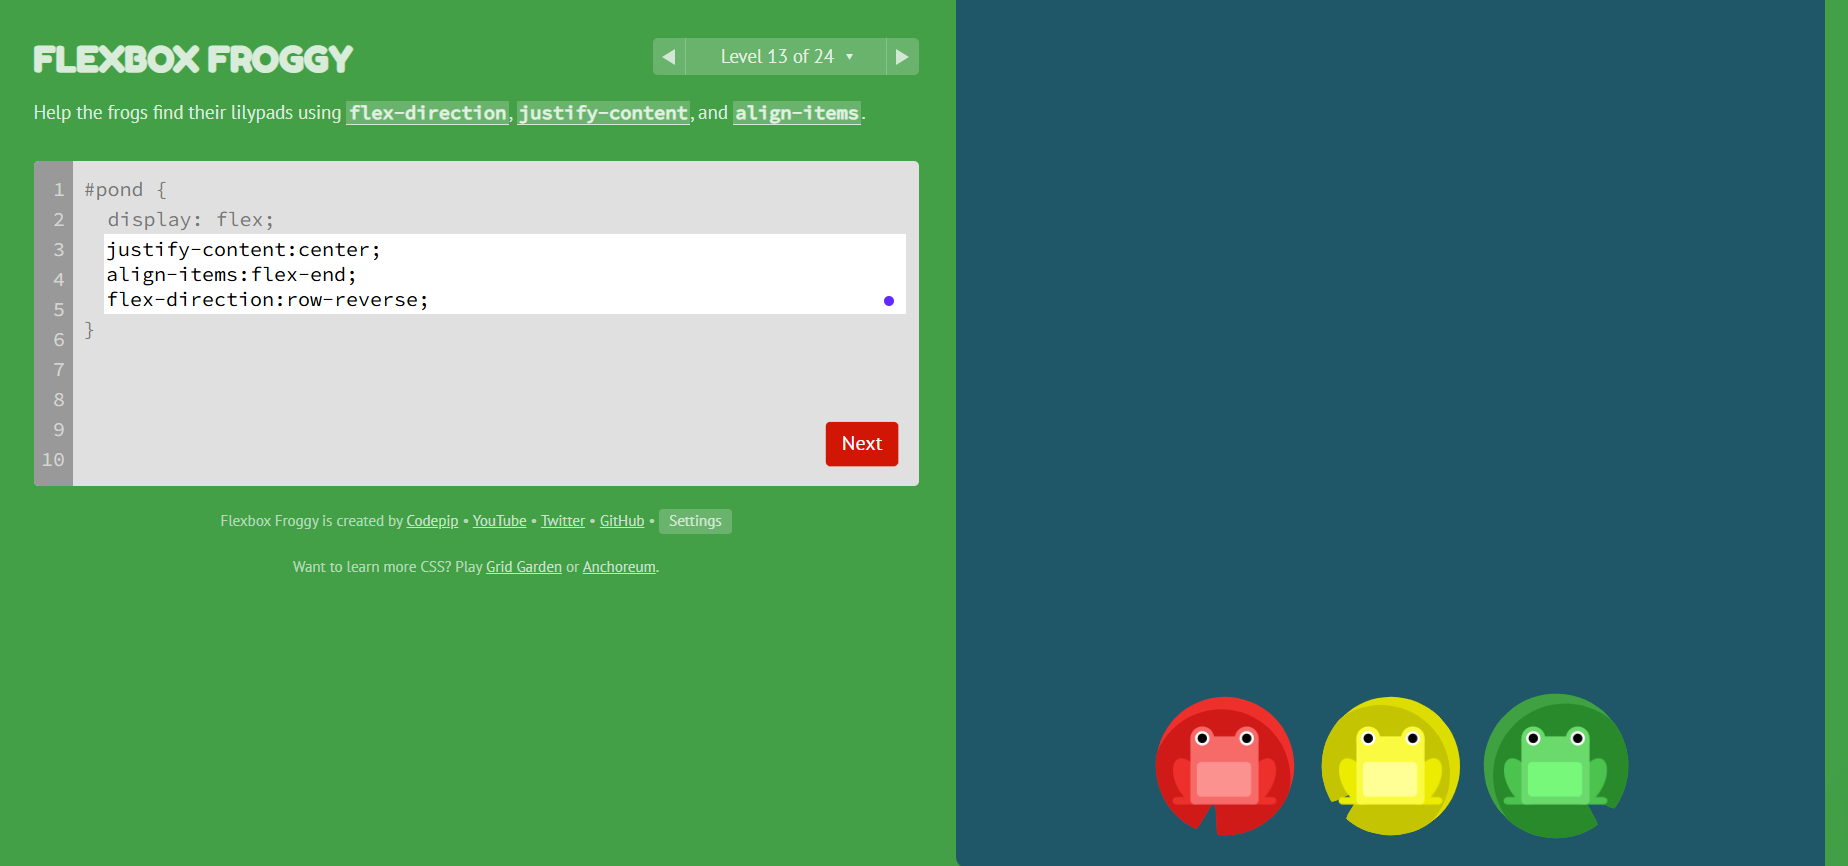 FLEXBOX FROGGY
Level 13 of 24
Help the frogs find their lilypads using flex-direction, justify-content, and align-items.
1 #pond {
2 display: flex;
3 justify-content:center;
4 align-items:flex-end;
5 flex-direction:row-reverse;
6 }
7
8
9
10
Next
Flexbox Froggy is created by Codepip • YouTube • Twitter • GitHub • Settings
Want to learn more CSS? Play Grid Garden or Anchoreum.